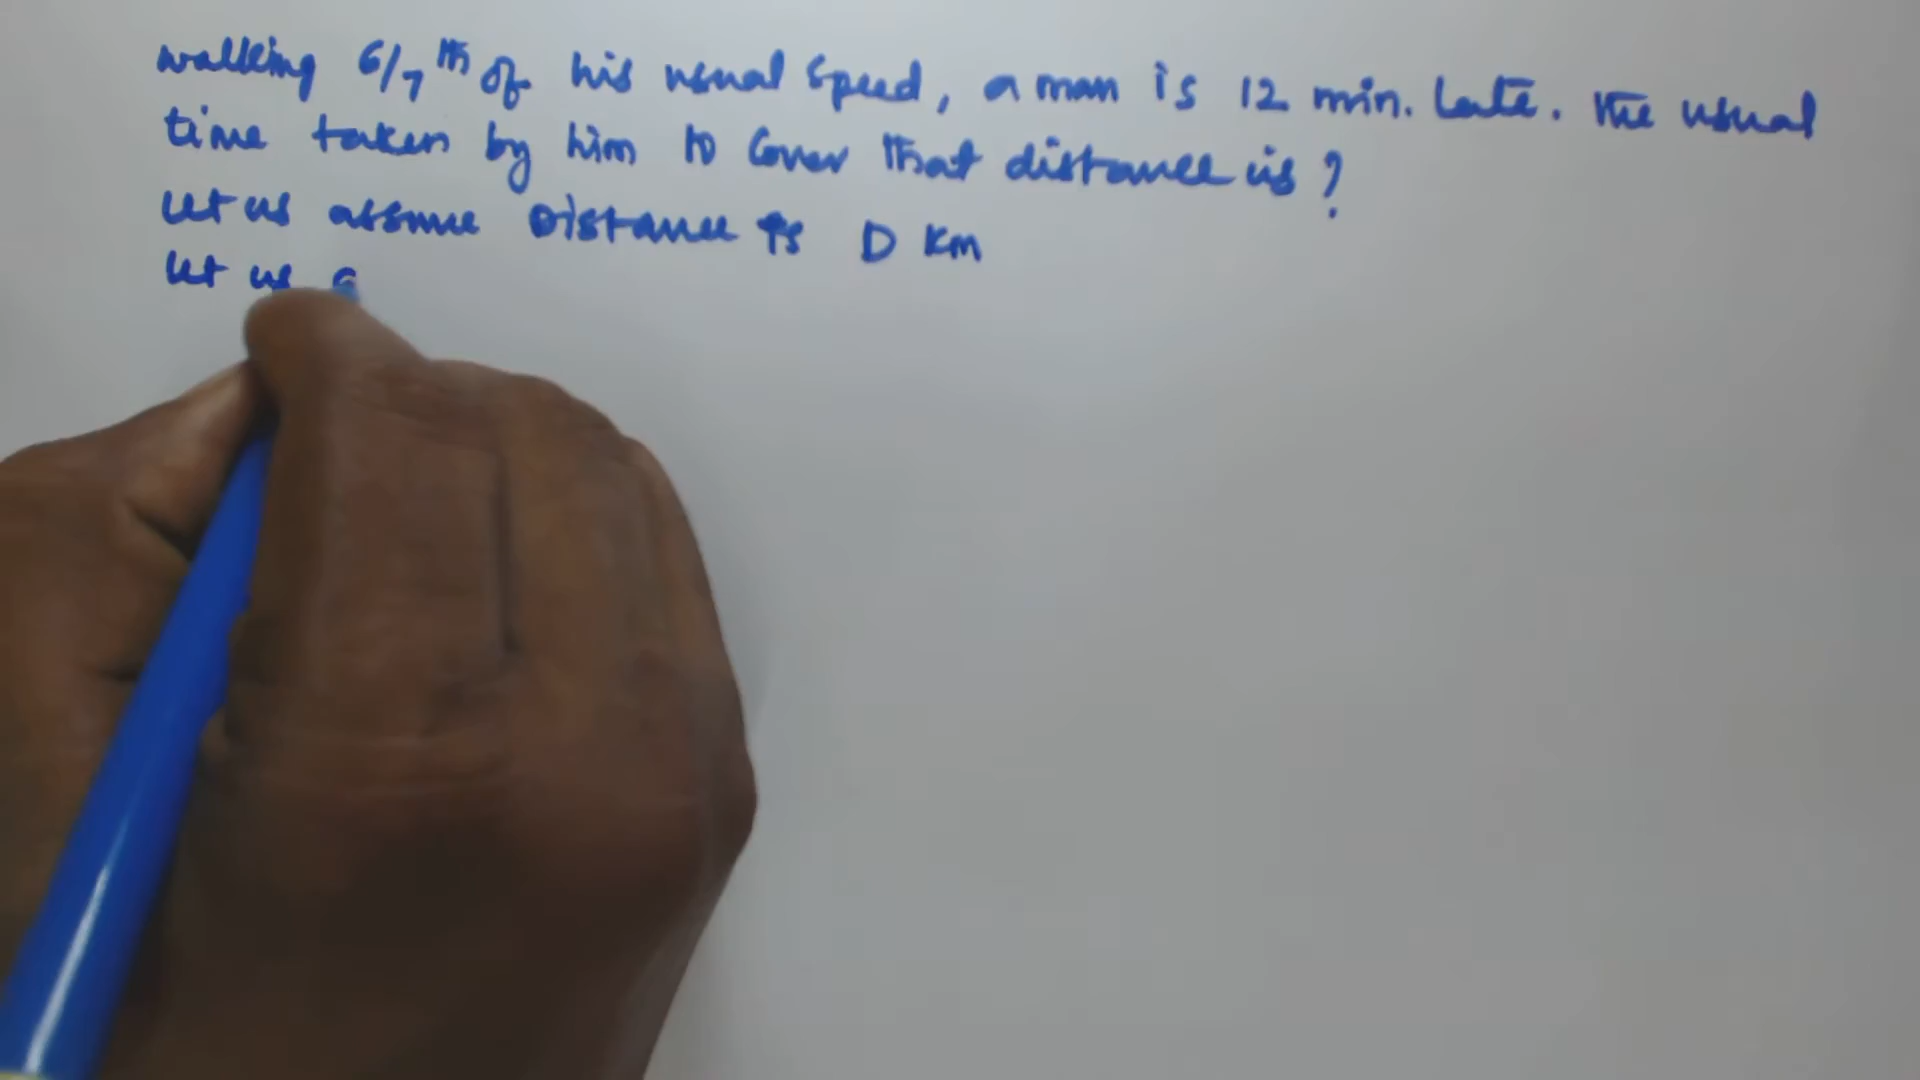 walking 6/7th of his usual speed, a man is 12 min. late. The usual
time taken by him to cover that distance is?
Let us assume Distance is D Km
Let us a